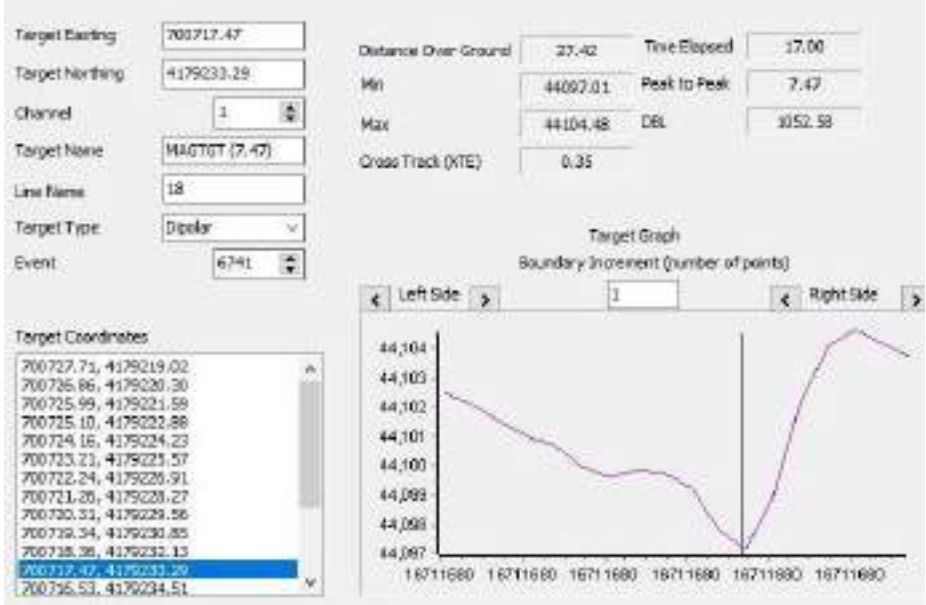 Target Easting 700717.47
Target Northing 4179233.29
Channel 1
Target Name MAGTGT (7.47)
Line Name 18
Target Type Dipolar
Event 6741
Distance Over Ground 27.42 Time Elapsed 17.00
Min 44097.01 Peak to Peak 7.47
Max 44104.48 DBL 1052.58
Cross Track (XTE) 0.35
Target Graph
Boundary Increment (number of points)
< Left Side > 1 < Right Side >
Target Coordinates
700727.71, 4179219.02
700726.86, 4179220.30
700725.99, 4179221.59
700725.10, 4179222.88
700724.16, 4179224.23
700723.21, 4179225.57
700722.24, 4179226.91
700721.28, 4179228.27
700720.31, 4179229.56
700719.34, 4179230.85
700718.38, 4179232.13
700717.47, 4179233.29
700716.53, 4179234.51
44,104
44,103
44,102
44,101
44,100
44,099
44,098
44,097
16711680 16711680 16711680 16711680 16711680 16711680